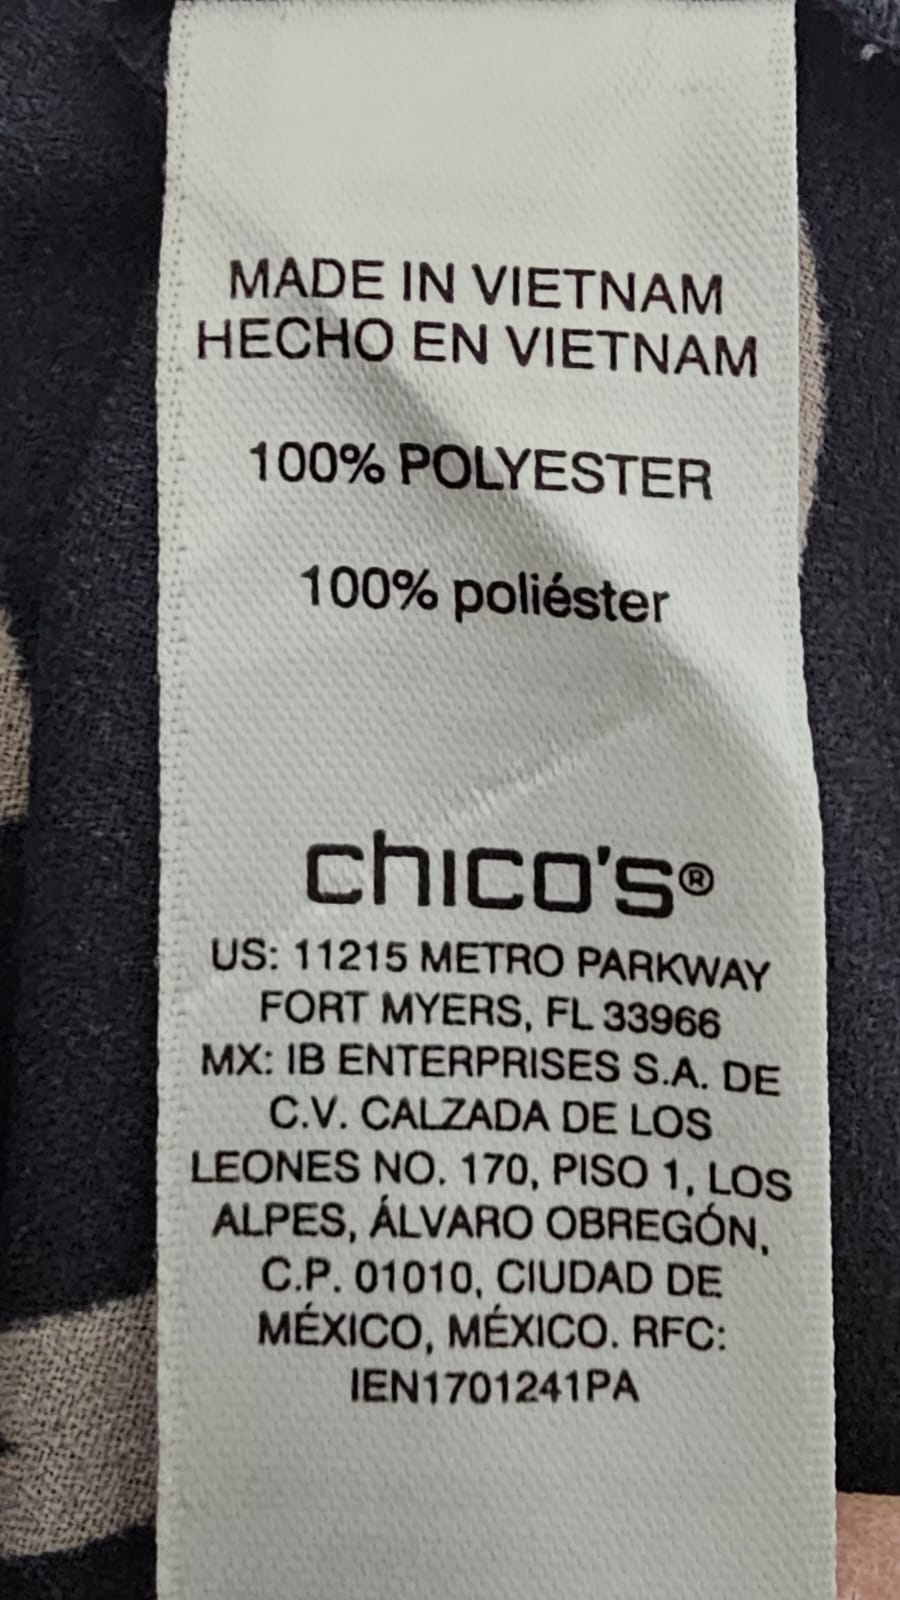 MADE IN VIETNAM
HECHO EN VIETNAM
100% POLYESTER
100% poliéster
chico's®
US: 11215 METRO PARKWAY
FORT MYERS, FL 33966
MX: IB ENTERPRISES S.A. DE
C.V. CALZADA DE LOS
LEONES NO. 170, PISO 1, LOS
ALPES, ÁLVARO OBREGÓN,
C.P. 01010, CIUDAD DE
MÉXICO, MÉXICO. RFC:
IEN1701241PA